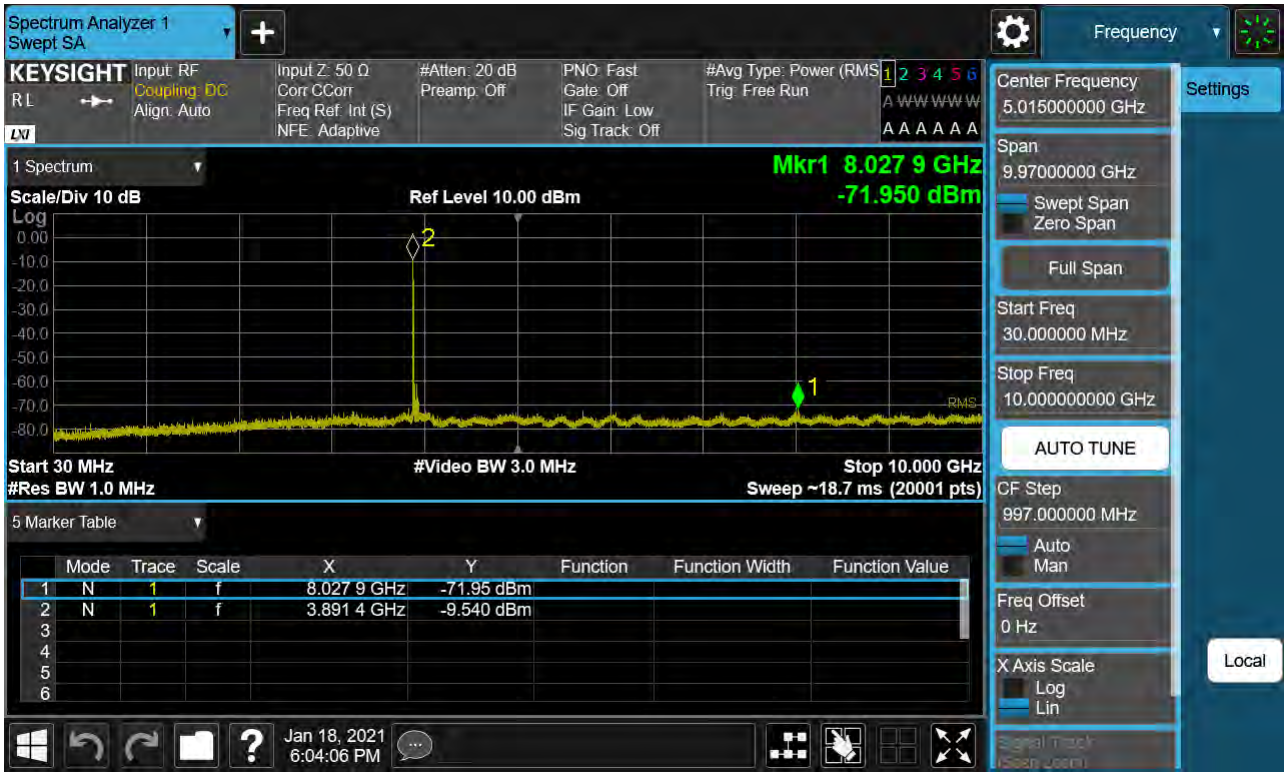 Spectrum Analyzer 1
Swept SA
+
Frequency
KEYSIGHT
RL
LXI
Input: RF
Coupling: DC
Align: Auto
Input Z: 50 Ω
Corr CCorr
Freq Ref: Int (S)
NFE: Adaptive
#Atten: 20 dB
Preamp: Off
PNO: Fast
Gate: Off
IF Gain: Low
Sig Track: Off
#Avg Type: Power (RMS
Trig: Free Run
1 2 3 4 5 6
A W W W W W
A A A A A A
1 Spectrum
Scale/Div 10 dB
Ref Level 10.00 dBm
Mkr1 8.027 9 GHz
-71.950 dBm
Log
0.00
-10.0
-20.0
-30.0
-40.0
-50.0
-60.0
-70.0
-80.0
2
1
RMS
Start 30 MHz
#Video BW 3.0 MHz
Stop 10.000 GHz
#Res BW 1.0 MHz
Sweep ~18.7 ms (20001 pts)
5 Marker Table
Mode Trace Scale X Y Function Function Width Function Value
1 N 1 f 8.027 9 GHz -71.95 dBm
2 N 1 f 3.891 4 GHz -9.540 dBm
3
4
5
6
?
Jan 18, 2021
6:04:06 PM
Center Frequency
5.015000000 GHz
Settings
Span
9.97000000 GHz
Swept Span
Zero Span
Full Span
Start Freq
30.000000 MHz
Stop Freq
10.000000000 GHz
AUTO TUNE
CF Step
997.000000 MHz
Auto
Man
Freq Offset
0 Hz
X Axis Scale
Log
Lin
Signal Track
(Span Zoom)
Local